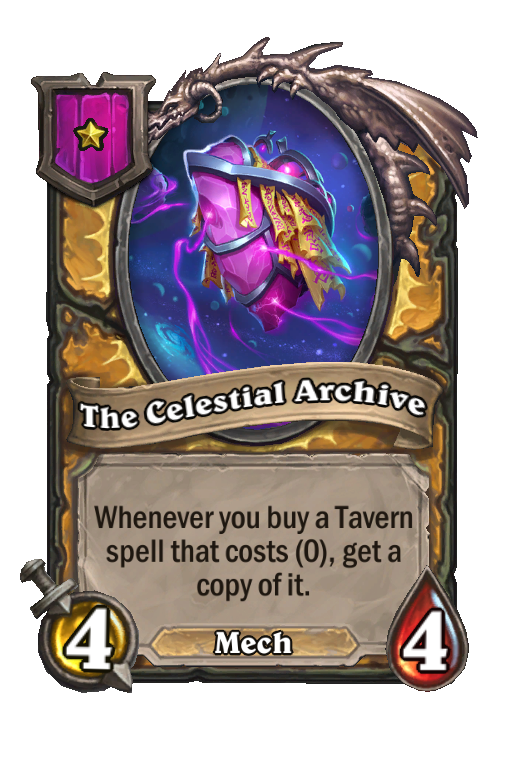 The Celestial Archive
Whenever you buy a Tavern
spell that costs (0), get a
copy of it.
Mech
4
4